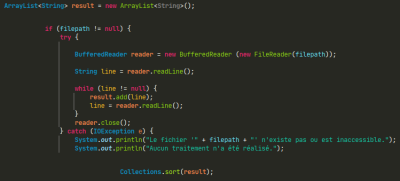 ArrayList<String> result = new ArrayList<String>();
if (filepath != null) {
try {
BufferedReader reader = new BufferedReader (new FileReader(filepath));
String line = reader.readLine();
while (line != null) {
result.add(line);
line = reader.readLine();
}
reader.close();
} catch (IOException e) {
System.out.println("Le fichier '" + filepath + "' n'existe pas ou est inaccessible.");
System.out.println("Aucun traitement n'a été réalisé.");
Collections.sort(result);